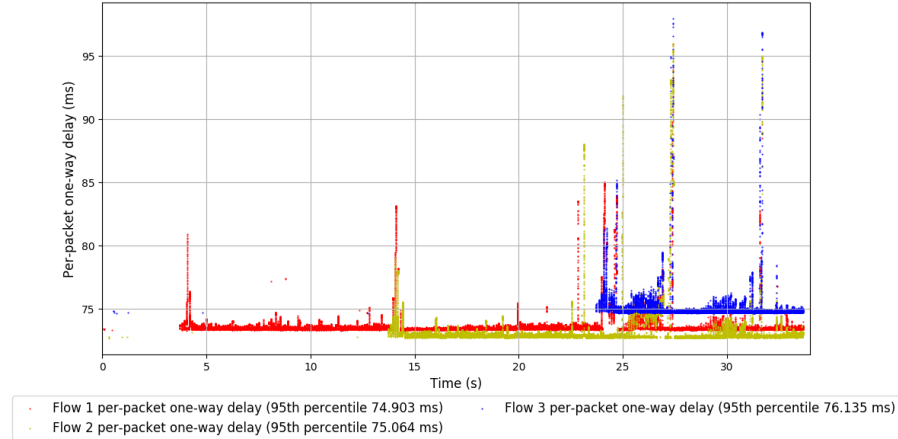 Per-packet one-way delay (ms)
95
90
85
80
75
0 5 10 15 20 25 30
Time (s)
Flow 1 per-packet one-way delay (95th percentile 74.903 ms)
Flow 2 per-packet one-way delay (95th percentile 75.064 ms)
Flow 3 per-packet one-way delay (95th percentile 76.135 ms)